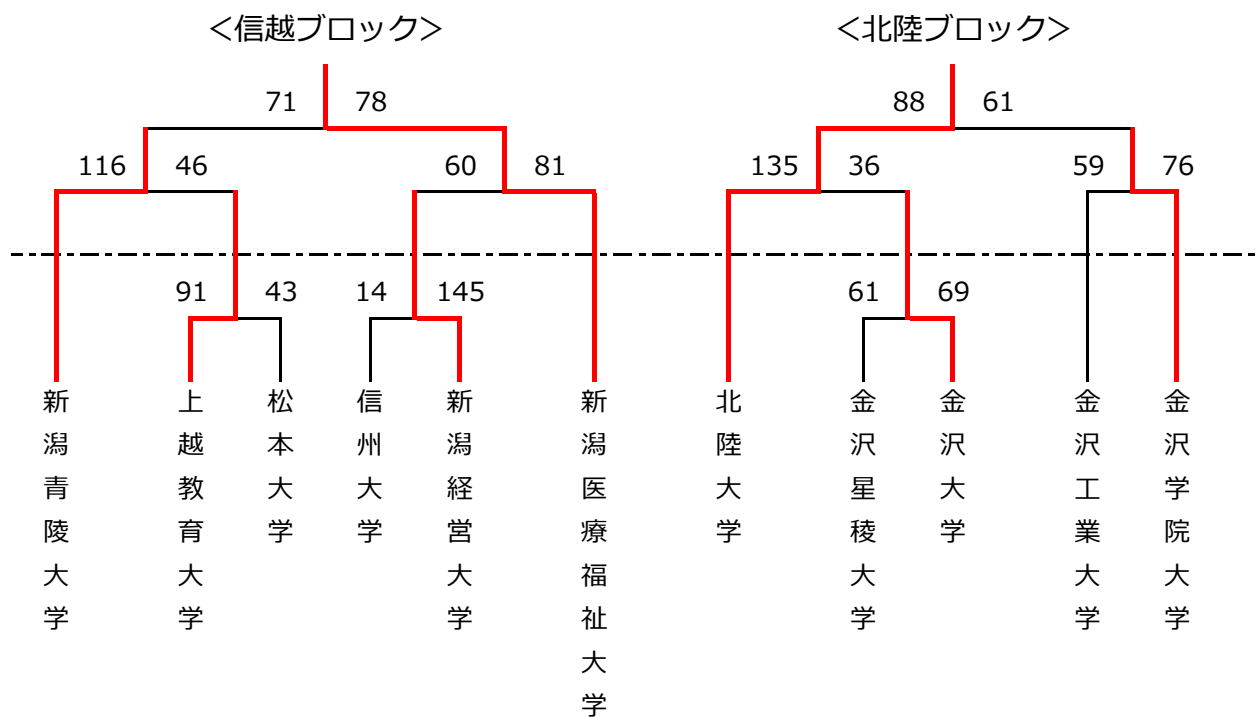 ＜信越ブロック＞ ＜北陸ブロック＞
71 78 88 61
116 46 60 81 135 36 59 76
91 43 14 145 61 69
新潟青陵大学
上越教育大学
松本大学
信州大学
新潟経営大学
新潟医療福祉大学
北陸大学
金沢星稜大学
金沢大学
金沢工業大学
金沢学院大学